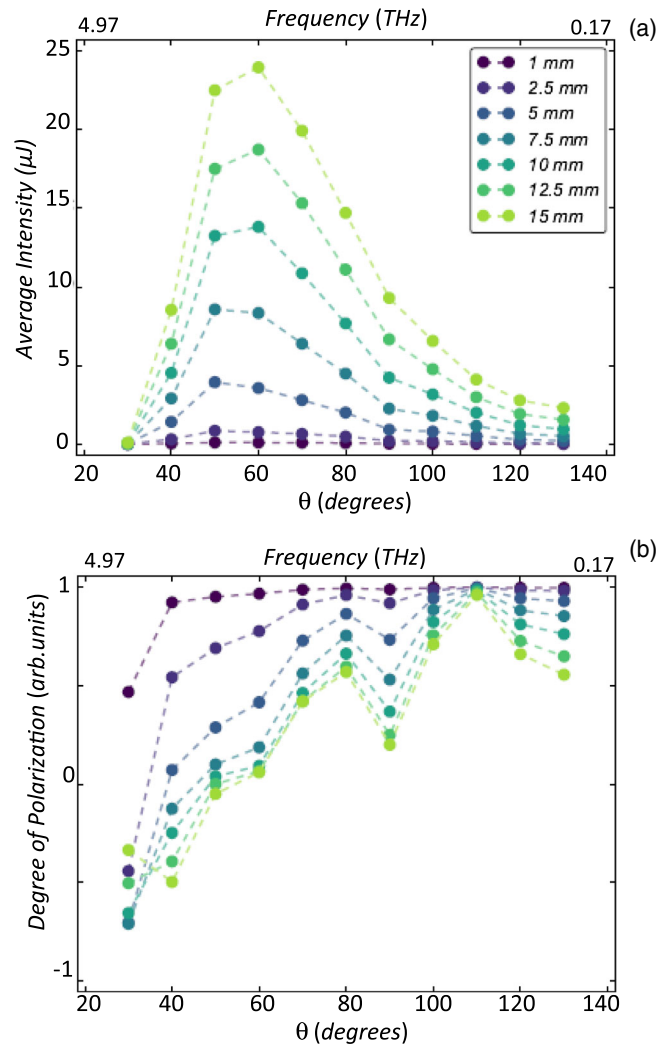 Frequency (THz)
4.97
0.17
(a)
25
20
15
10
5
0
Average Intensity (μJ)
1 mm
2.5 mm
5 mm
7.5 mm
10 mm
12.5 mm
15 mm
20 40 60 80 100 120 140
θ (degrees)
(b)
Frequency (THz)
4.97
0.17
1
0
-1
Degree of Polarization (arb.units)
20 40 60 80 100 120 140
θ (degrees)